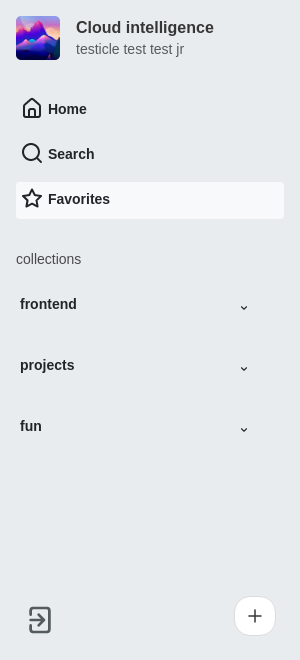 Cloud intelligence
testicle test test jr
Home
Search
Favorites
collections
frontend
projects
fun